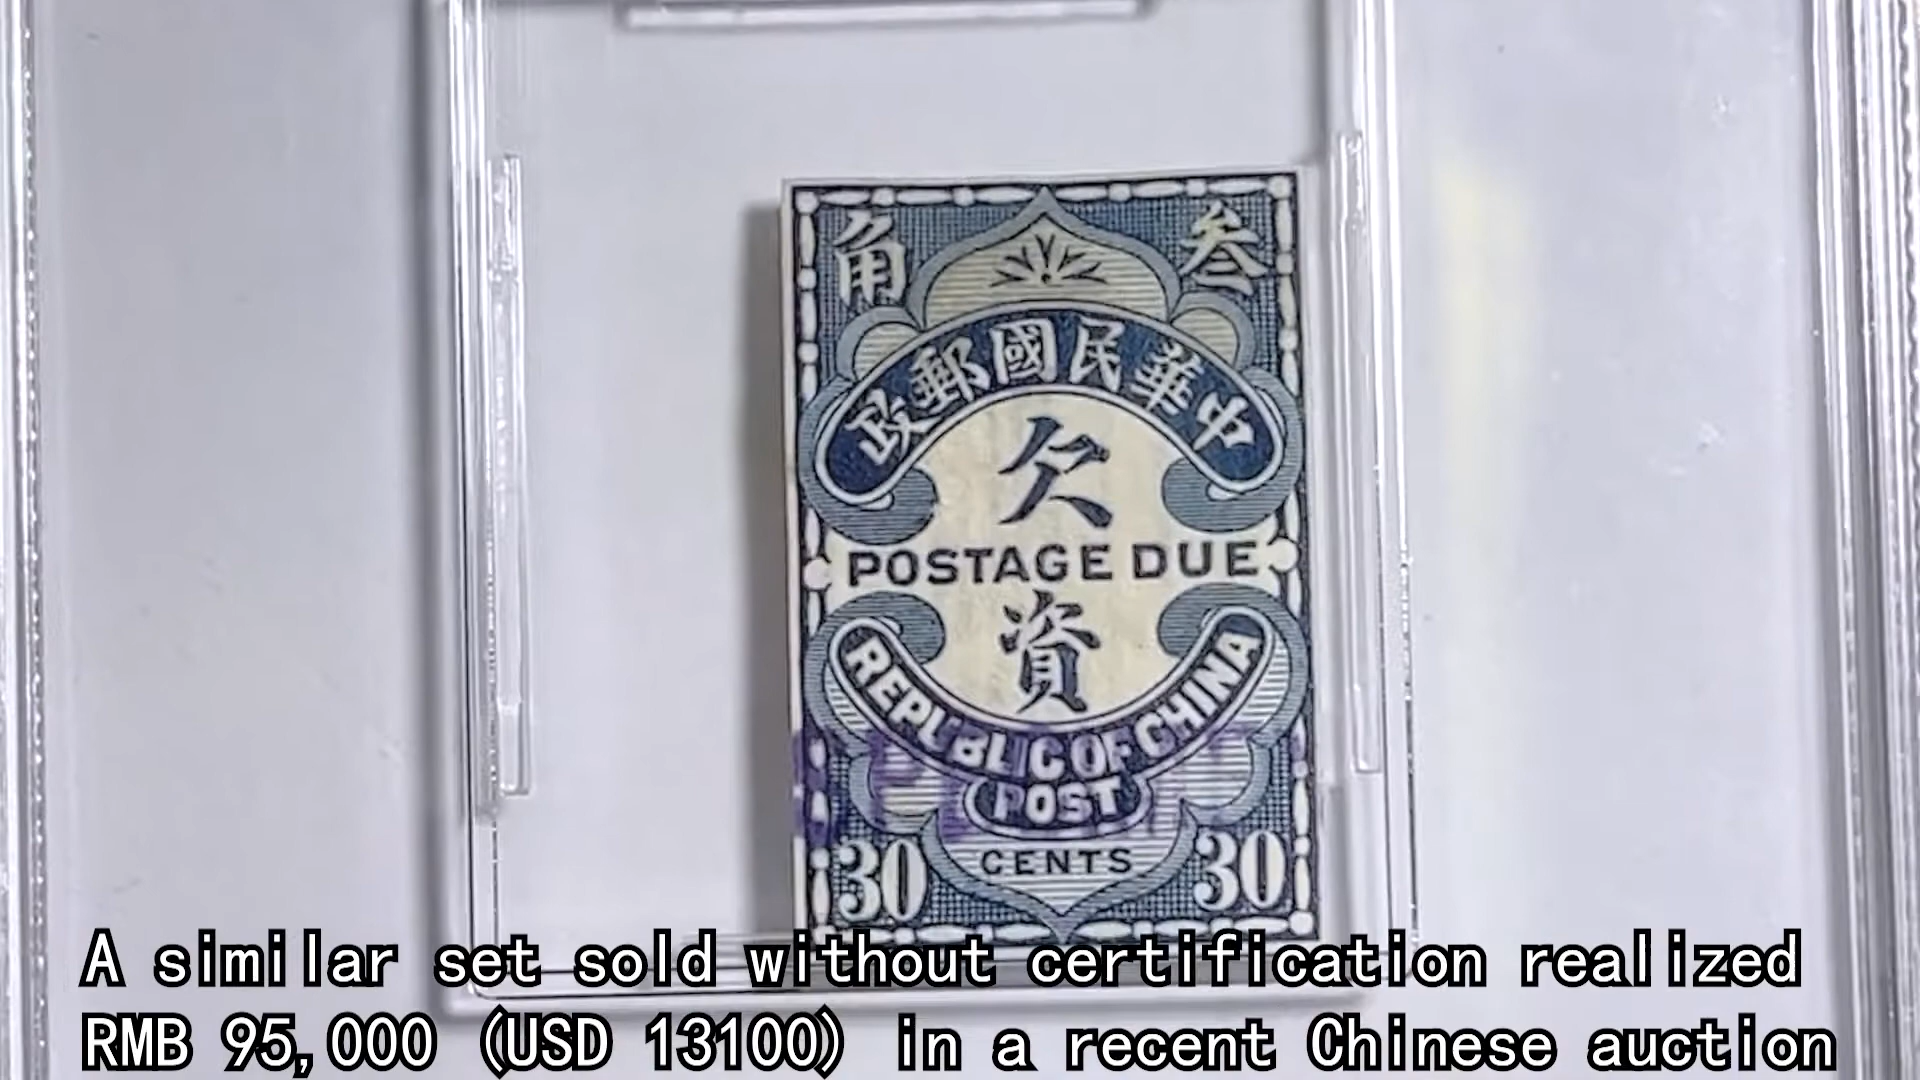 角 叁
政郵國民華中
欠
POSTAGE DUE
資
REPUBLIC OF CHINA
POST
CENTS
30 30
A similar set sold without certification realized
RMB 95,000 (USD 13100) in a recent Chinese auction